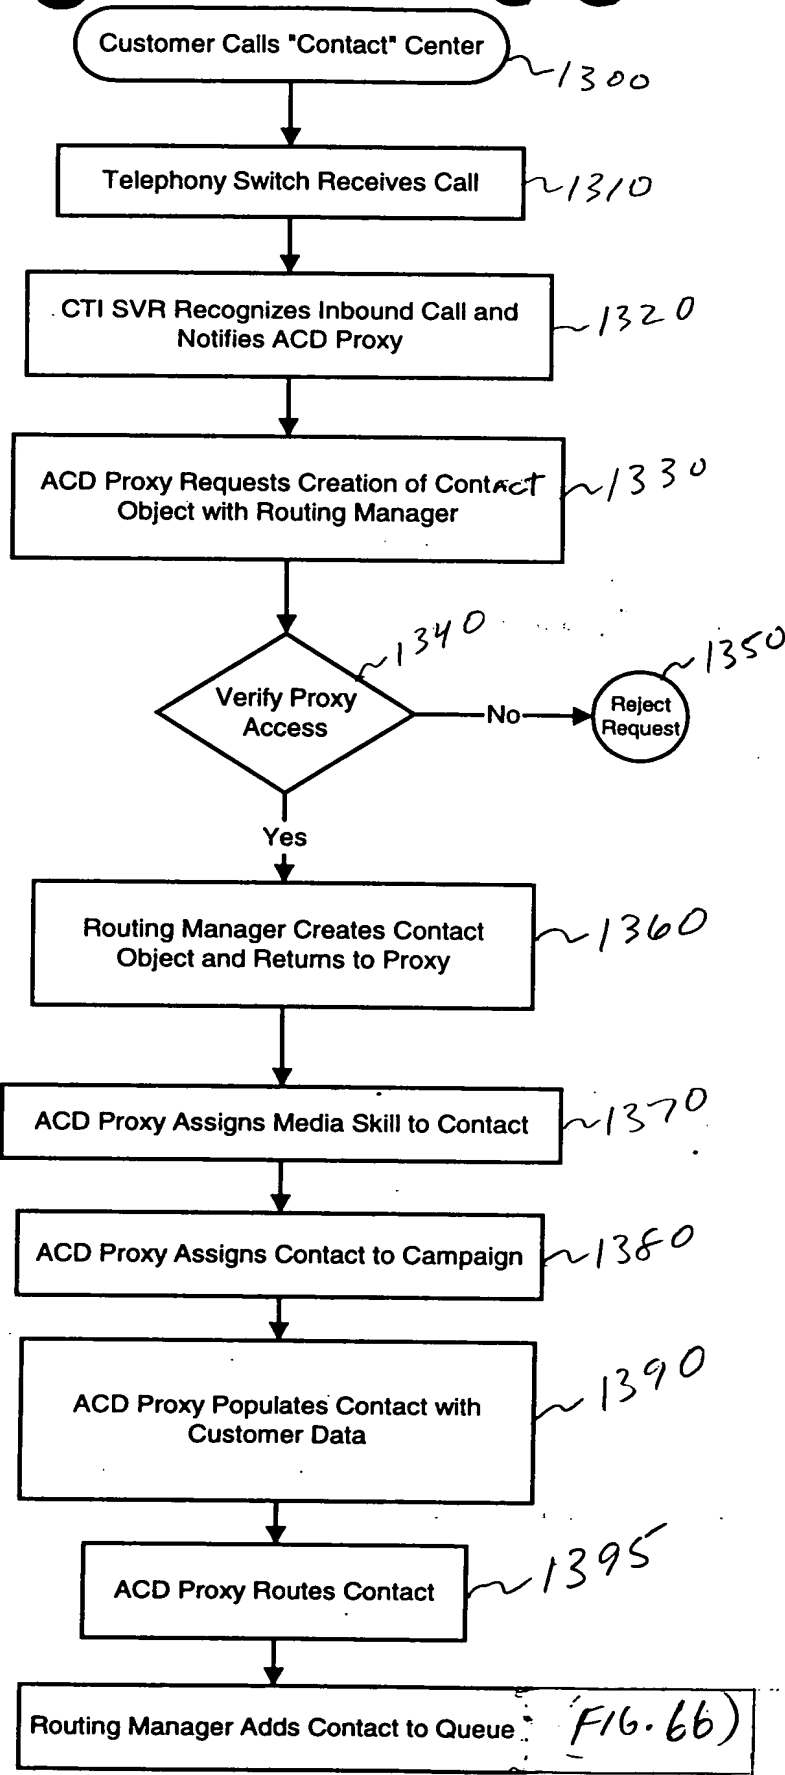 Customer Calls "Contact" Center
1300
Telephony Switch Receives Call
1310
CTI SVR Recognizes Inbound Call and
Notifies ACD Proxy
1320
ACD Proxy Requests Creation of Contact
Object with Routing Manager
1330
1340
Verify Proxy
Access
No
1350
Reject
Request
Yes
Routing Manager Creates Contact
Object and Returns to Proxy
1360
ACD Proxy Assigns Media Skill to Contact
1370
ACD Proxy Assigns Contact to Campaign
1380
ACD Proxy Populates Contact with
Customer Data
1390
ACD Proxy Routes Contact
1395
Routing Manager Adds Contact to Queue
FIG. 66)